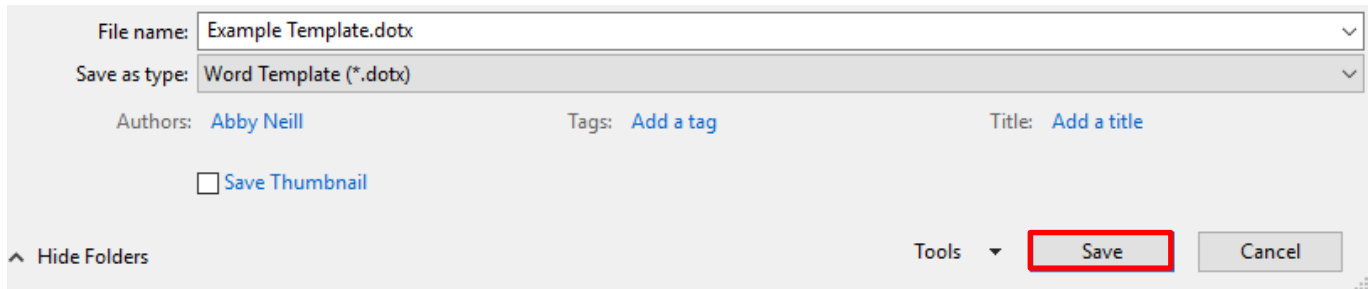 File name: Example Template.dotx
Save as type: Word Template (*.dotx)
Authors: Abby Neill Tags: Add a tag Title: Add a title
Save Thumbnail
Hide Folders Tools Save Cancel